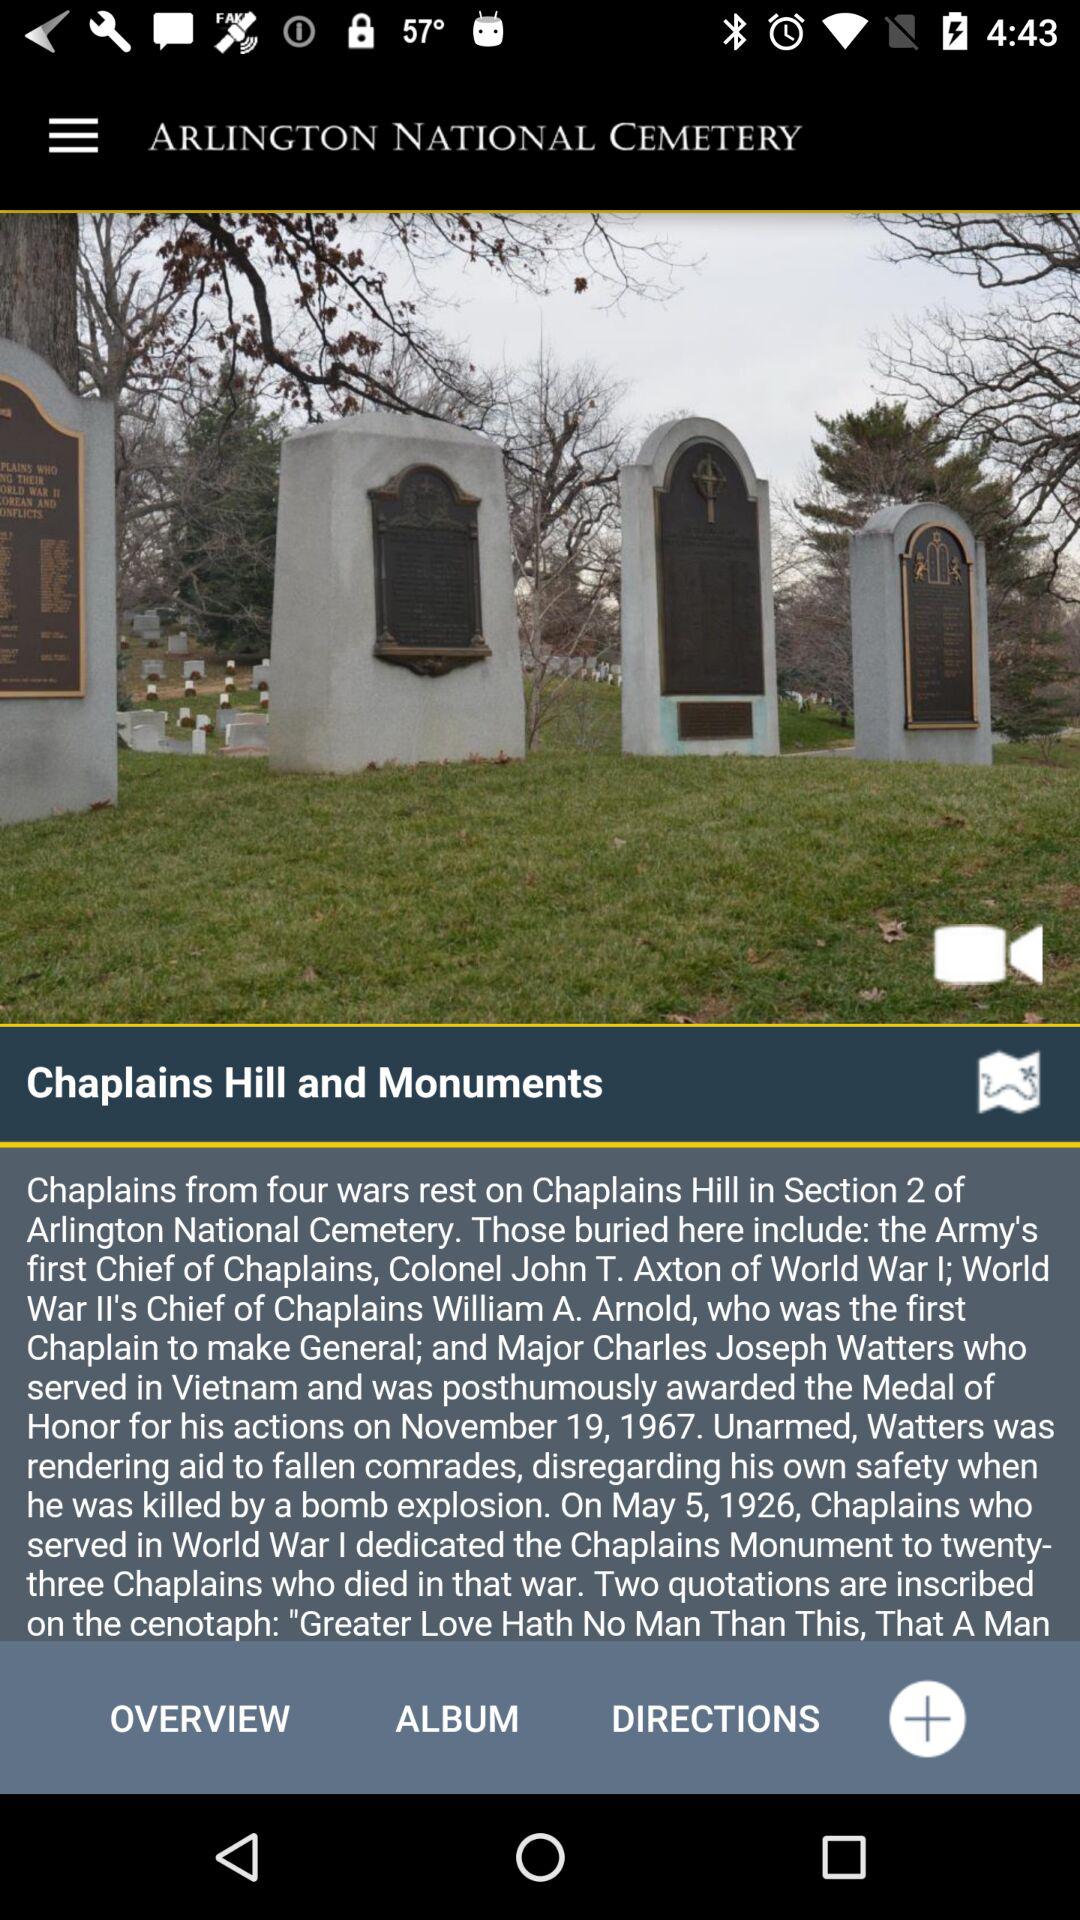 FAKE
57°
4:43
ARLINGTON NATIONAL CEMETERY
PLAINS WHO
NG THEIR
ORLD WAR II
KOREAN AND
ONFLICTS
Chaplains Hill and Monuments
Chaplains from four wars rest on Chaplains Hill in Section 2 of
Arlington National Cemetery. Those buried here include: the Army's
first Chief of Chaplains, Colonel John T. Axton of World War I; World
War II's Chief of Chaplains William A. Arnold, who was the first
Chaplain to make General; and Major Charles Joseph Watters who
served in Vietnam and was posthumously awarded the Medal of
Honor for his actions on November 19, 1967. Unarmed, Watters was
rendering aid to fallen comrades, disregarding his own safety when
he was killed by a bomb explosion. On May 5, 1926, Chaplains who
served in World War I dedicated the Chaplains Monument to twenty-
three Chaplains who died in that war. Two quotations are inscribed
on the cenotaph: "Greater Love Hath No Man Than This, That A Man
OVERVIEW
ALBUM
DIRECTIONS